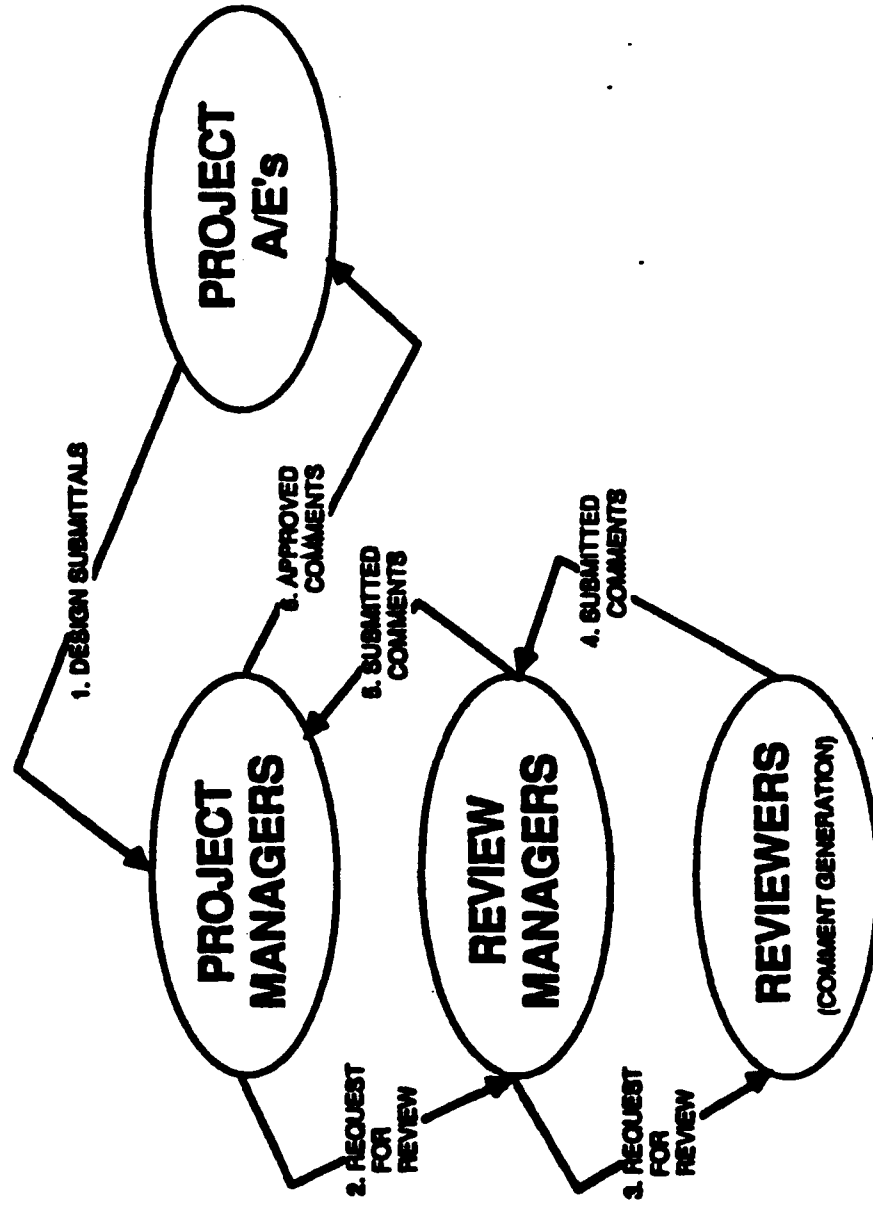 1. DESIGN SUBMITTALS
PROJECT
A/E's
PROJECT
MANAGERS
6. APPROVED
COMMENTS
5. SUBMITTED
COMMENTS
2. REQUEST
FOR
REVIEW
REVIEW
MANAGERS
4. SUBMITTED
COMMENTS
3. REQUEST
FOR
REVIEW
REVIEWERS
(COMMENT GENERATION)